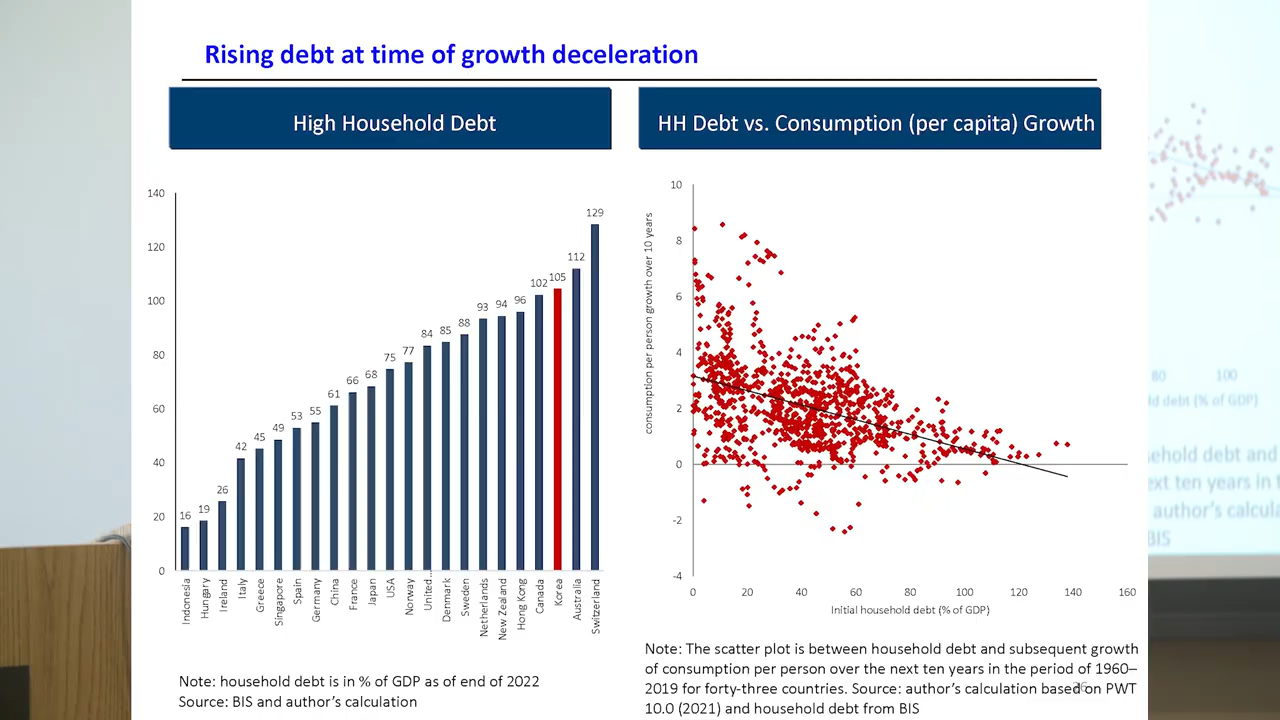 Rising debt at time of growth deceleration
High Household Debt
HH Debt vs. Consumption (per capita) Growth
140
120
100
80
60
40
20
0
16
19
26
42
45
49
53
55
61
66
68
75
77
84
85
88
93
94
96
102
105
112
129
Indonesia
Hungary
Ireland
Italy
Greece
Singapore
Spain
Germany
China
France
Japan
USA
Norway
United...
Denmark
Sweden
Netherlands
New Zealand
Hong Kong
Canada
Korea
Australia
Switzerland
Note: household debt is in % of GDP as of end of 2022
Source: BIS and author's calculation
consumption per person growth over 10 years
10
8
6
4
2
0
-2
-4
0
20
40
60
80
100
120
140
160
Initial household debt (% of GDP)
Note: The scatter plot is between household debt and subsequent growth
of consumption per person over the next ten years in the period of 1960–
2019 for forty-three countries. Source: author's calculation based on PWT
10.0 (2021) and household debt from BIS
26
80
100
ld debt (% of GDP)
sehold debt and
ext ten years in t
author's calcula
BIS